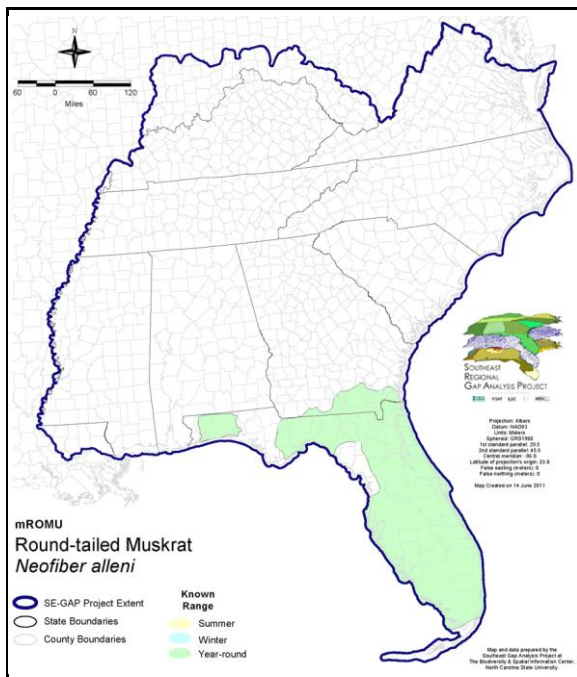 60 0 60 120
Miles
SOUTHEAST
REGIONAL
GAP ANALYSIS PROJECT
Projection: Albers
Datum: NAD83
Units: Meters
Spheroid: GRS1980
1st standard parallel: 29.5
2nd standard parallel: 45.5
Central meridian: -96.0
Latitude of projection's origin: 23.0
False easting (meters): 0
False northing (meters): 0
Map Created on 14 June 2011
mROMU
Round-tailed Muskrat
Neofiber alleni
SE-GAP Project Extent
State Boundaries
County Boundaries
Known
Range
Summer
Winter
Year-round
Map and data prepared by the
Southeast Gap Analysis Project at
The Biodiversity & Spatial Information Center,
North Carolina State University.